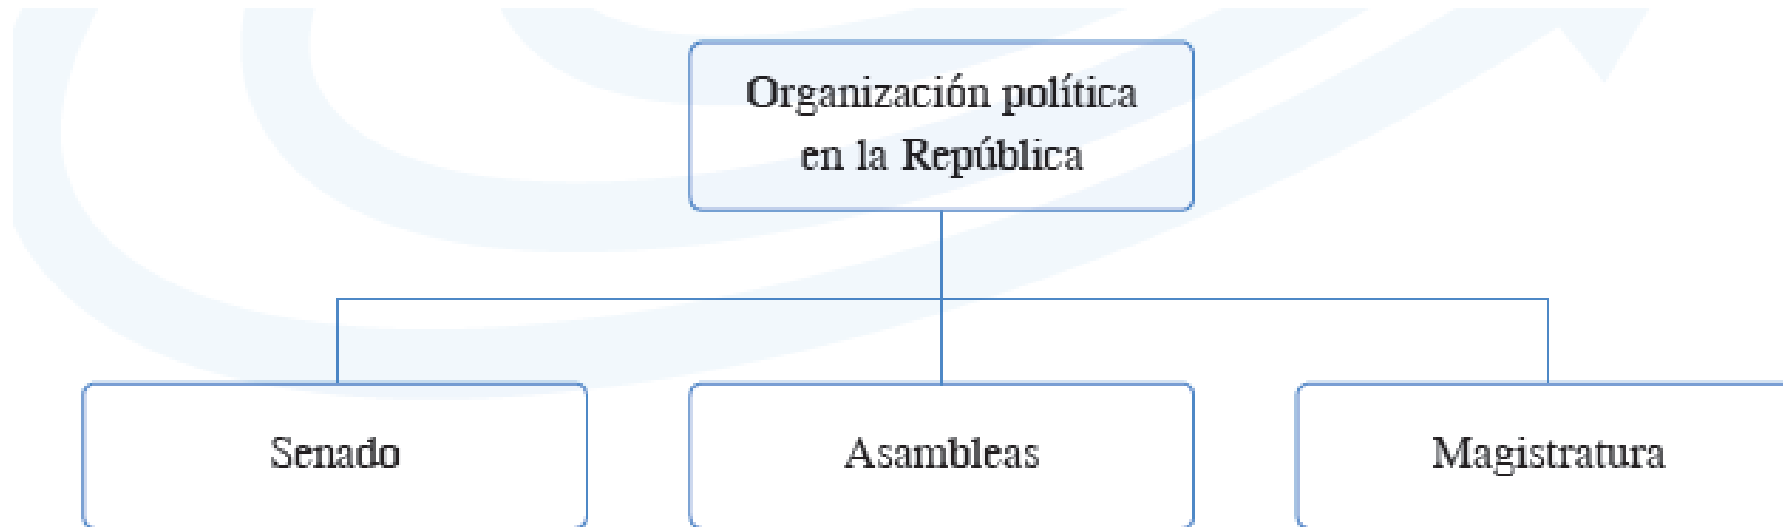 Organización política
en la República
Senado
Asambleas
Magistratura